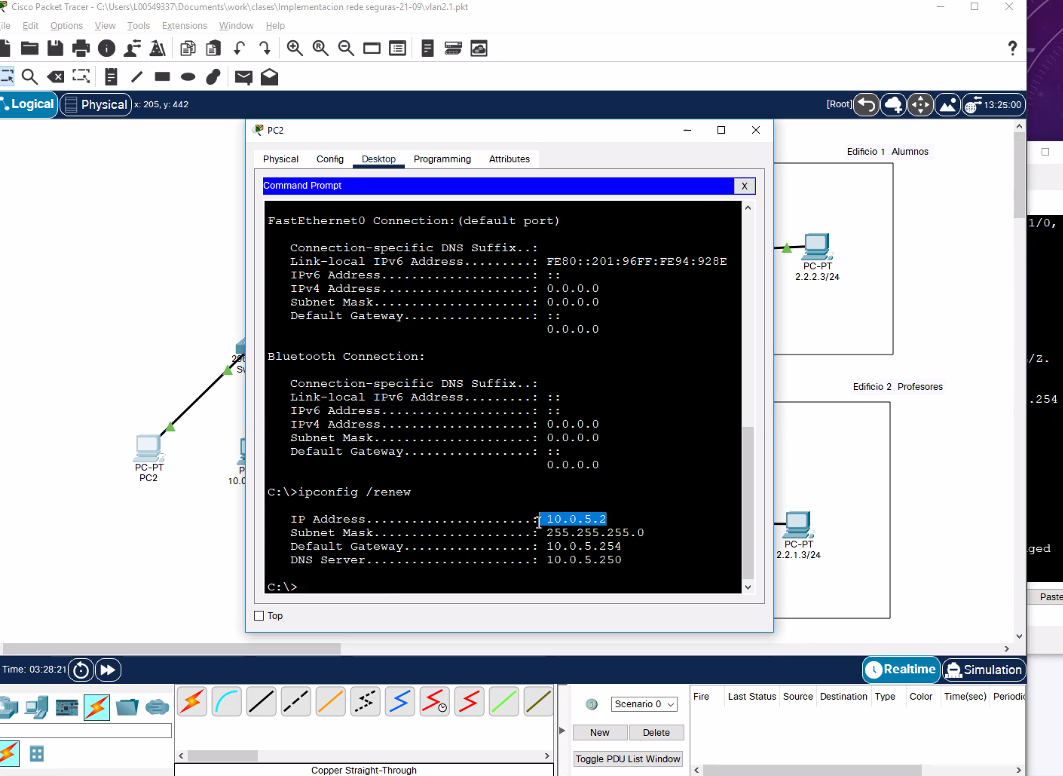 Cisco Packet Tracer - C:\Users\L00549337\Documents\work\clases\Implementacion rede seguras-21-09\vlan2.1.pkt
Edit Options View Tools Extensions Window Help
Logical Physical x: 205, y: 442
[Root] 13:25:00
PC2
Physical Config Desktop Programming Attributes
Command Prompt X
FastEthernet0 Connection:(default port)
Connection-specific DNS Suffix..:
Link-local IPv6 Address.........: FE80::201:96FF:FE94:928E
IPv6 Address....................: ::
IPv4 Address....................: 0.0.0.0
Subnet Mask.....................: 0.0.0.0
Default Gateway.................: ::
0.0.0.0
Bluetooth Connection:
Connection-specific DNS Suffix..:
Link-local IPv6 Address.........: ::
IPv6 Address....................: ::
IPv4 Address....................: 0.0.0.0
Subnet Mask.....................: 0.0.0.0
Default Gateway.................: ::
0.0.0.0
C:\>ipconfig /renew
IP Address......................: 10.0.5.2
Subnet Mask.....................: 255.255.255.0
Default Gateway.................: 10.0.5.254
DNS Server......................: 10.0.5.250
C:\>
Top
PC-PT
PC2
10.0
Edificio 1 Alumnos
PC-PT
2.2.2.3/24
Edificio 2 Profesores
PC-PT
2.2.1.3/24
1/0,
/2.
.254
ged
Paste
Time: 03:28:21
Realtime Simulation
Scenario 0
New Delete
Toggle PDU List Window
Fire Last Status Source Destination Type Color Time(sec) Periodic
Copper Straight-Through